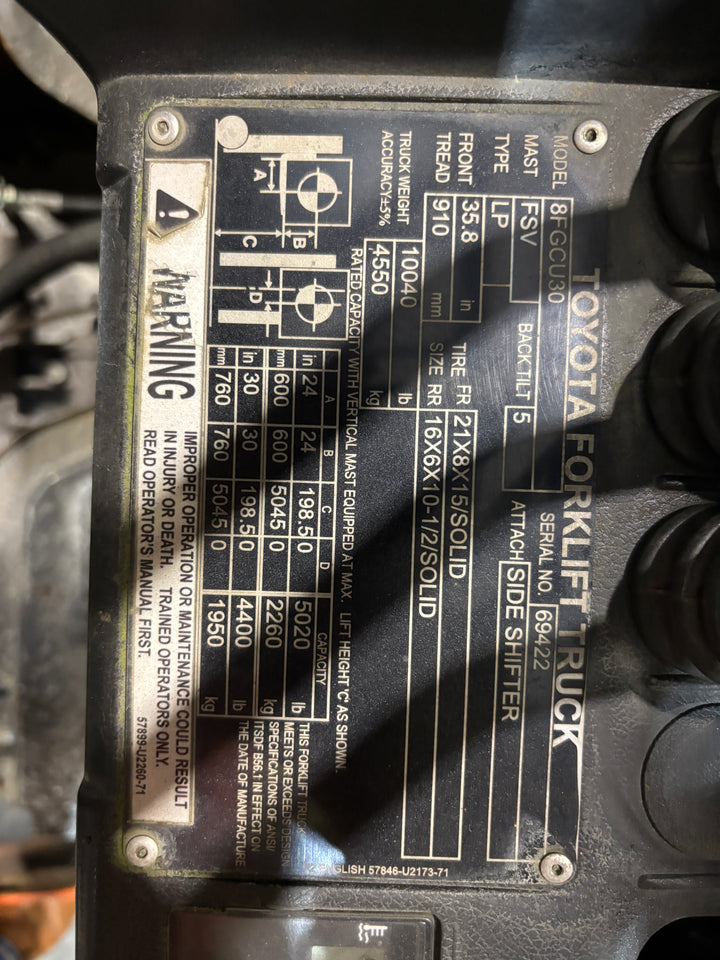 TOYOTA FORKLIFT TRUCK
MODEL 8FGCU30 SERIAL NO. 69422
MAST FSV BACK TILT 5 ATTACH SIDE SHIFTER
TYPE LP
FRONT 35.8 in TIRE FR 21X8X15/SOLID
TREAD 910 mm SIZE RR 16X6X10-1/2/SOLID
TRUCK WEIGHT 10040 lb
ACCURACY±5% 4550 kg
RATED CAPACITY WITH VERTICAL MAST EQUIPPED AT MAX. LIFT HEIGHT 'C' AS SHOWN.
A B C D CAPACITY
in 24 24 198.5 0 5020 lb
mm 600 600 5045 0 2260 kg
in 30 30 198.5 0 4400 lb
mm 760 760 5045 0 1950 kg
A B C D
THIS FORKLIFT TRUCK
MEETS OR EXCEEDS DESIGN
SPECIFICATIONS OF ANSI/
ITSDF B56.1 IN EFFECT ON
THE DATE OF MANUFACTURE
WARNING
IMPROPER OPERATION OR MAINTENANCE COULD RESULT
IN INJURY OR DEATH. TRAINED OPERATORS ONLY.
READ OPERATOR'S MANUAL FIRST.
57899-U2260-71
ENGLISH 57846-U2173-71